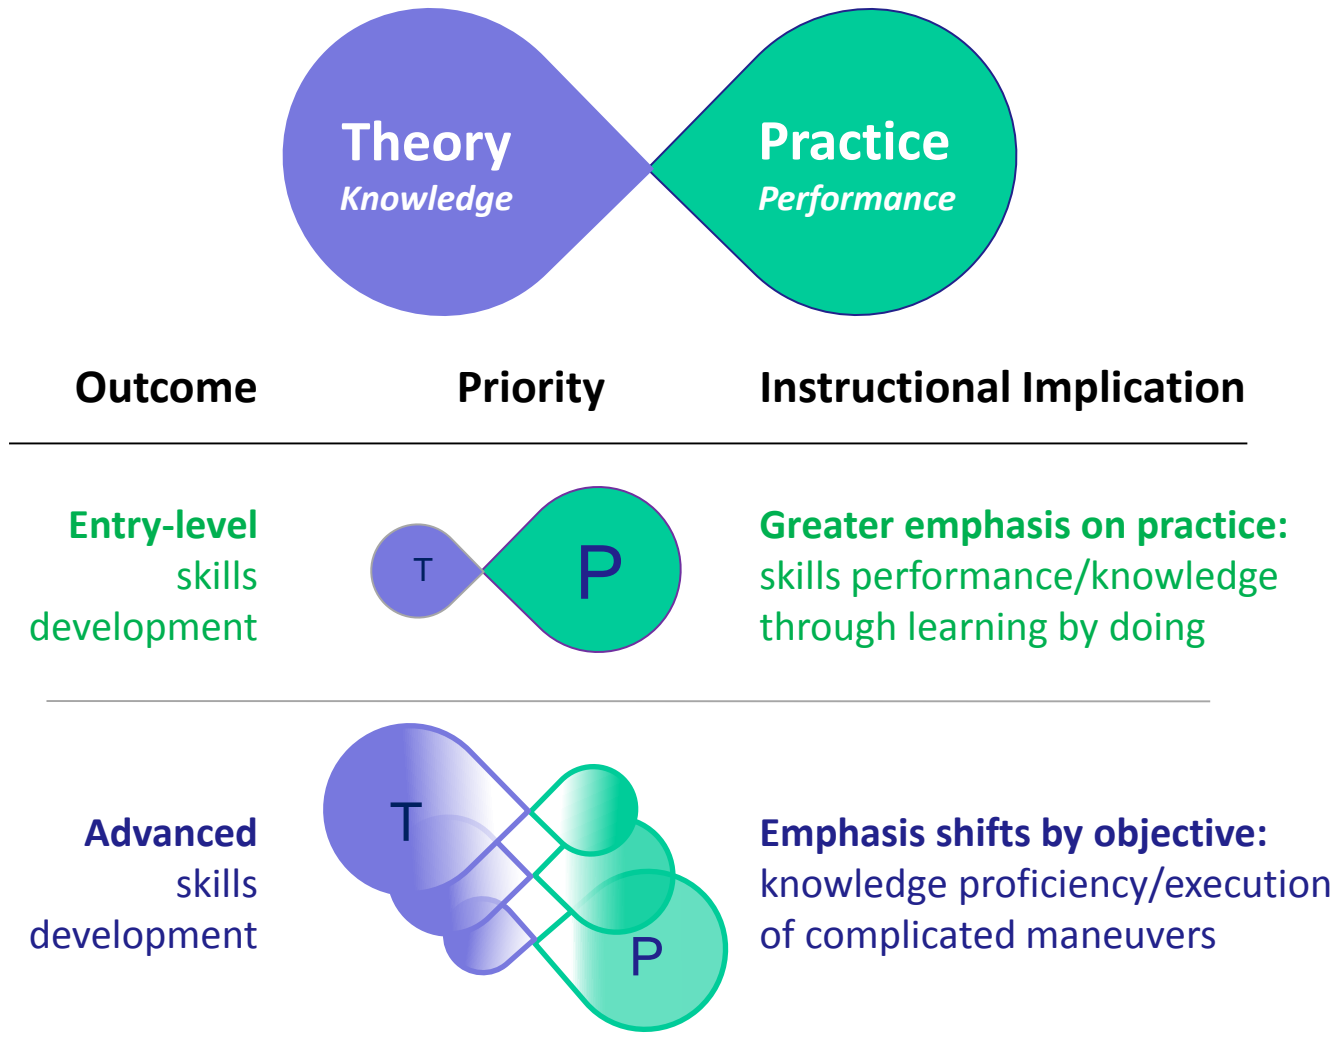 Theory
Knowledge
Practice
Performance
Outcome
Priority
Instructional Implication
Entry-level
skills
development
T
P
Greater emphasis on practice:
skills performance/knowledge
through learning by doing
Advanced
skills
development
T
P
Emphasis shifts by objective:
knowledge proficiency/execution
of complicated maneuvers